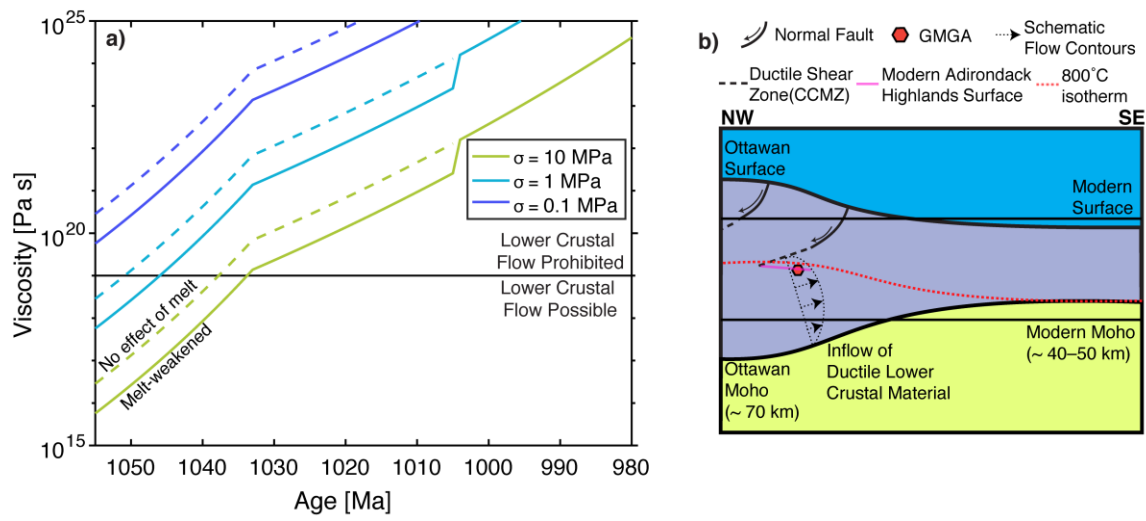 a)
10^25
10^20
10^15
Viscosity [Pa s]
σ = 10 MPa
σ = 1 MPa
σ = 0.1 MPa
Lower Crustal
Flow Prohibited
Lower Crustal
Flow Possible
No effect of melt
Melt-weakened
1050 1040 1030 1020 1010 1000 990 980
Age [Ma]
b)
Normal Fault
GMGA
Schematic
Flow Contours
Ductile Shear
Zone(CCMZ)
Modern Adirondack
Highlands Surface
800˚C
isotherm
NW
SE
Ottawan
Surface
Modern
Surface
Ottawan
Moho
(~ 70 km)
Inflow of
Ductile Lower
Crustal Material
Modern Moho
(~ 40–50 km)